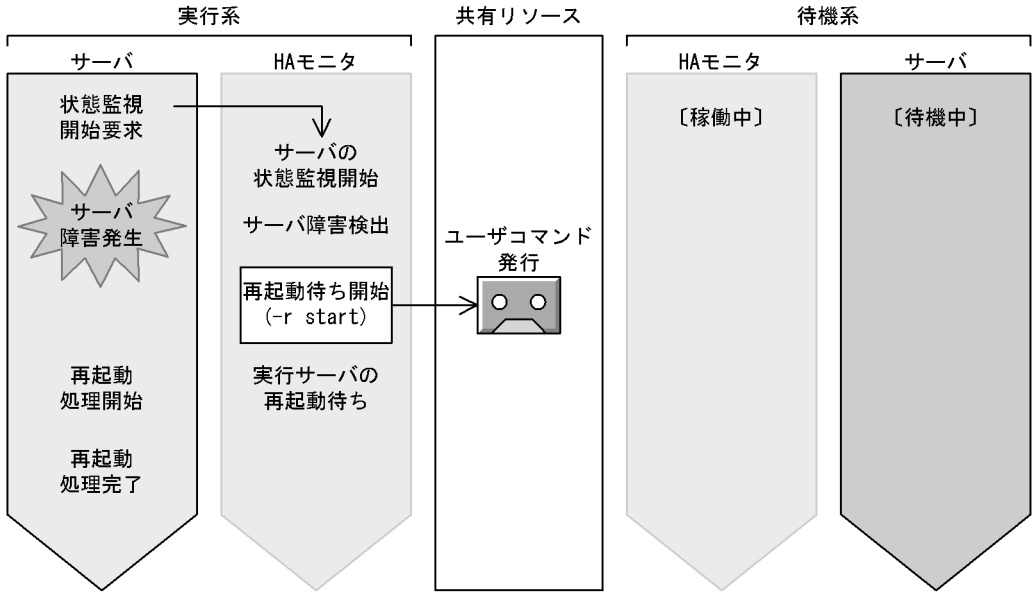 実行系
共有リソース
待機系
サーバ
HAモニタ
HAモニタ
サーバ
状態監視
開始要求
サーバの
状態監視開始
サーバ
障害発生
サーバ障害検出
再起動待ち開始
(-r start)
ユーザコマンド
発行
実行サーバの
再起動待ち
再起動
処理開始
再起動
処理完了
〔稼働中〕
〔待機中〕